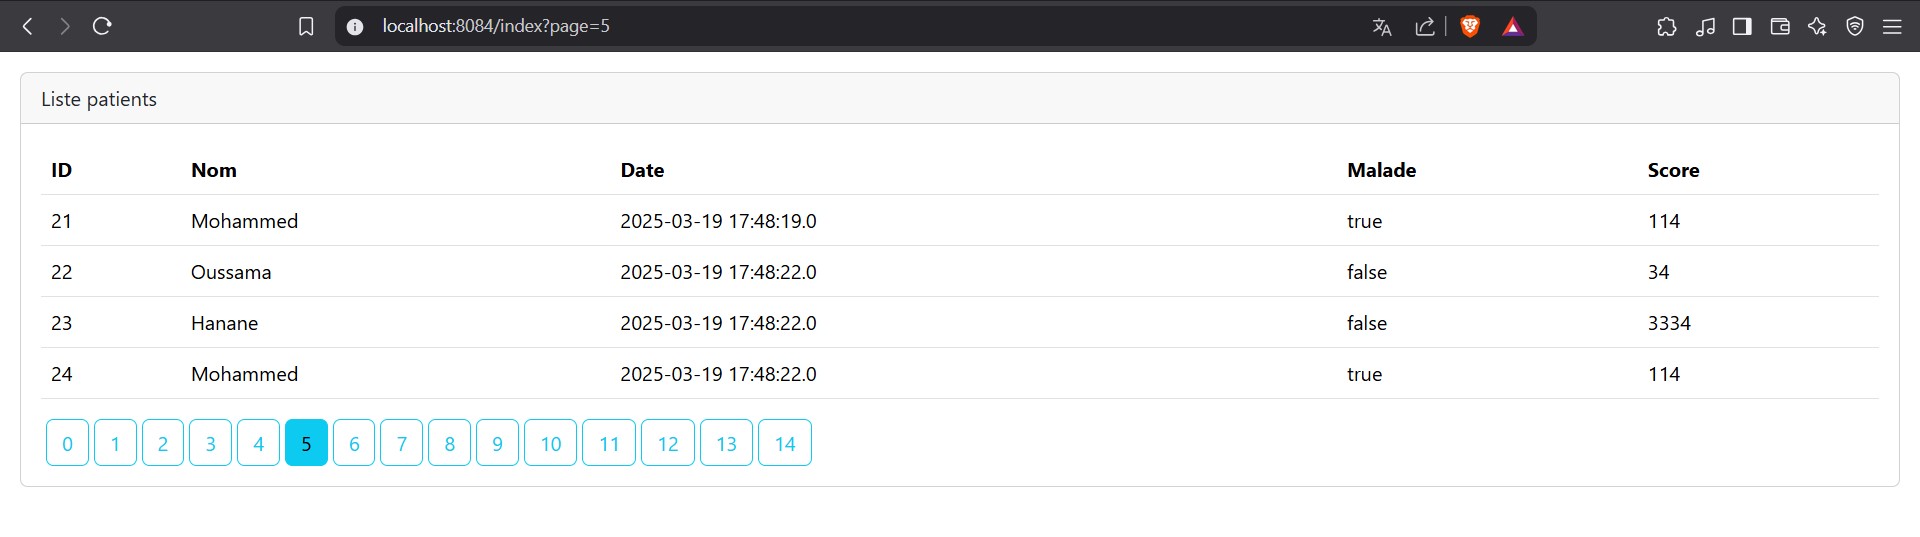 localhost:8084/index?page=5
Liste patients
ID Nom Date Malade Score
21 Mohammed 2025-03-19 17:48:19.0 true 114
22 Oussama 2025-03-19 17:48:22.0 false 34
23 Hanane 2025-03-19 17:48:22.0 false 3334
24 Mohammed 2025-03-19 17:48:22.0 true 114
0 1 2 3 4 5 6 7 8 9 10 11 12 13 14